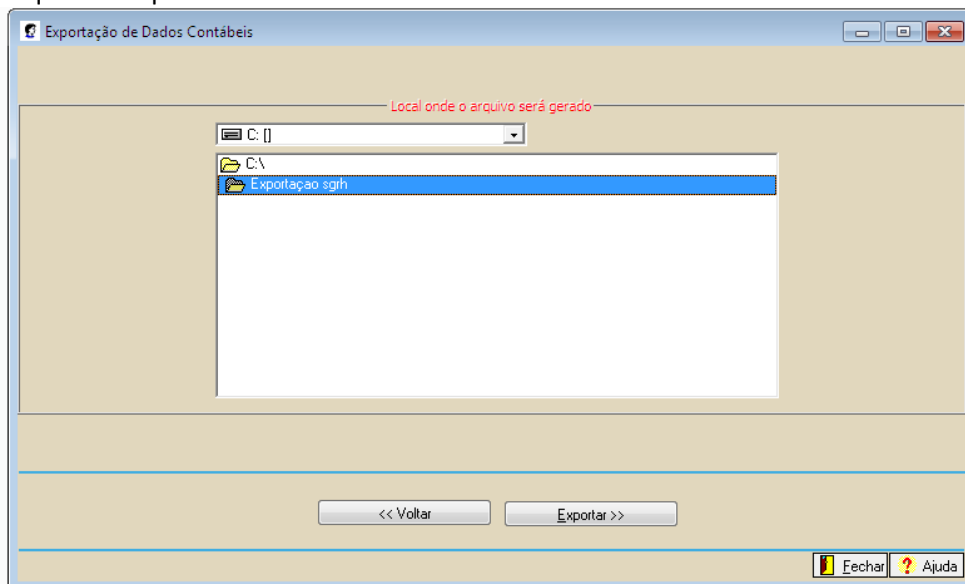 Exportação de Dados Contábeis
Local onde o arquivo será gerado
C: []
C:\
Exportaçao sgrh
<< Voltar
Exportar >>
Fechar
? Ajuda